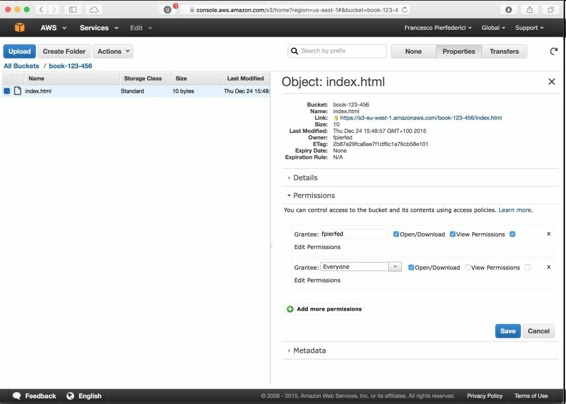 console.aws.amazon.com/s3/home?region=us-east-1#&bucket=book-123-4
AWS Services Edit Francesco Pierfederici Global Support
Upload Create Folder Actions Search by prefix None Properties Transfers
All Buckets / book-123-456
Name Storage Class Size Last Modified
index.html Standard 10 bytes Thu Dec 24 15:48:
Object: index.html
Bucket: book-123-456
Name: index.html
Link: https://s3-eu-west-1.amazonaws.com/book-123-456/index.html
Size: 10
Last Modified: Thu Dec 24 15:48:57 GMT+100 2015
Owner: fpierfed
ETag: 2b87e29fca6ee7f1df6c1a76cb58e101
Expiry Date: None
Expiration Rule: N/A
Details
Permissions
You can control access to the bucket and its contents using access policies. Learn more.
Grantee: fpierfed Open/Download View Permissions x
Edit Permissions
Grantee: Everyone Open/Download View Permissions x
Edit Permissions
Add more permissions
Save Cancel
Metadata
Feedback English © 2008 - 2015, Amazon Web Services, Inc. or its affiliates. All rights reserved. Privacy Policy Terms of Use